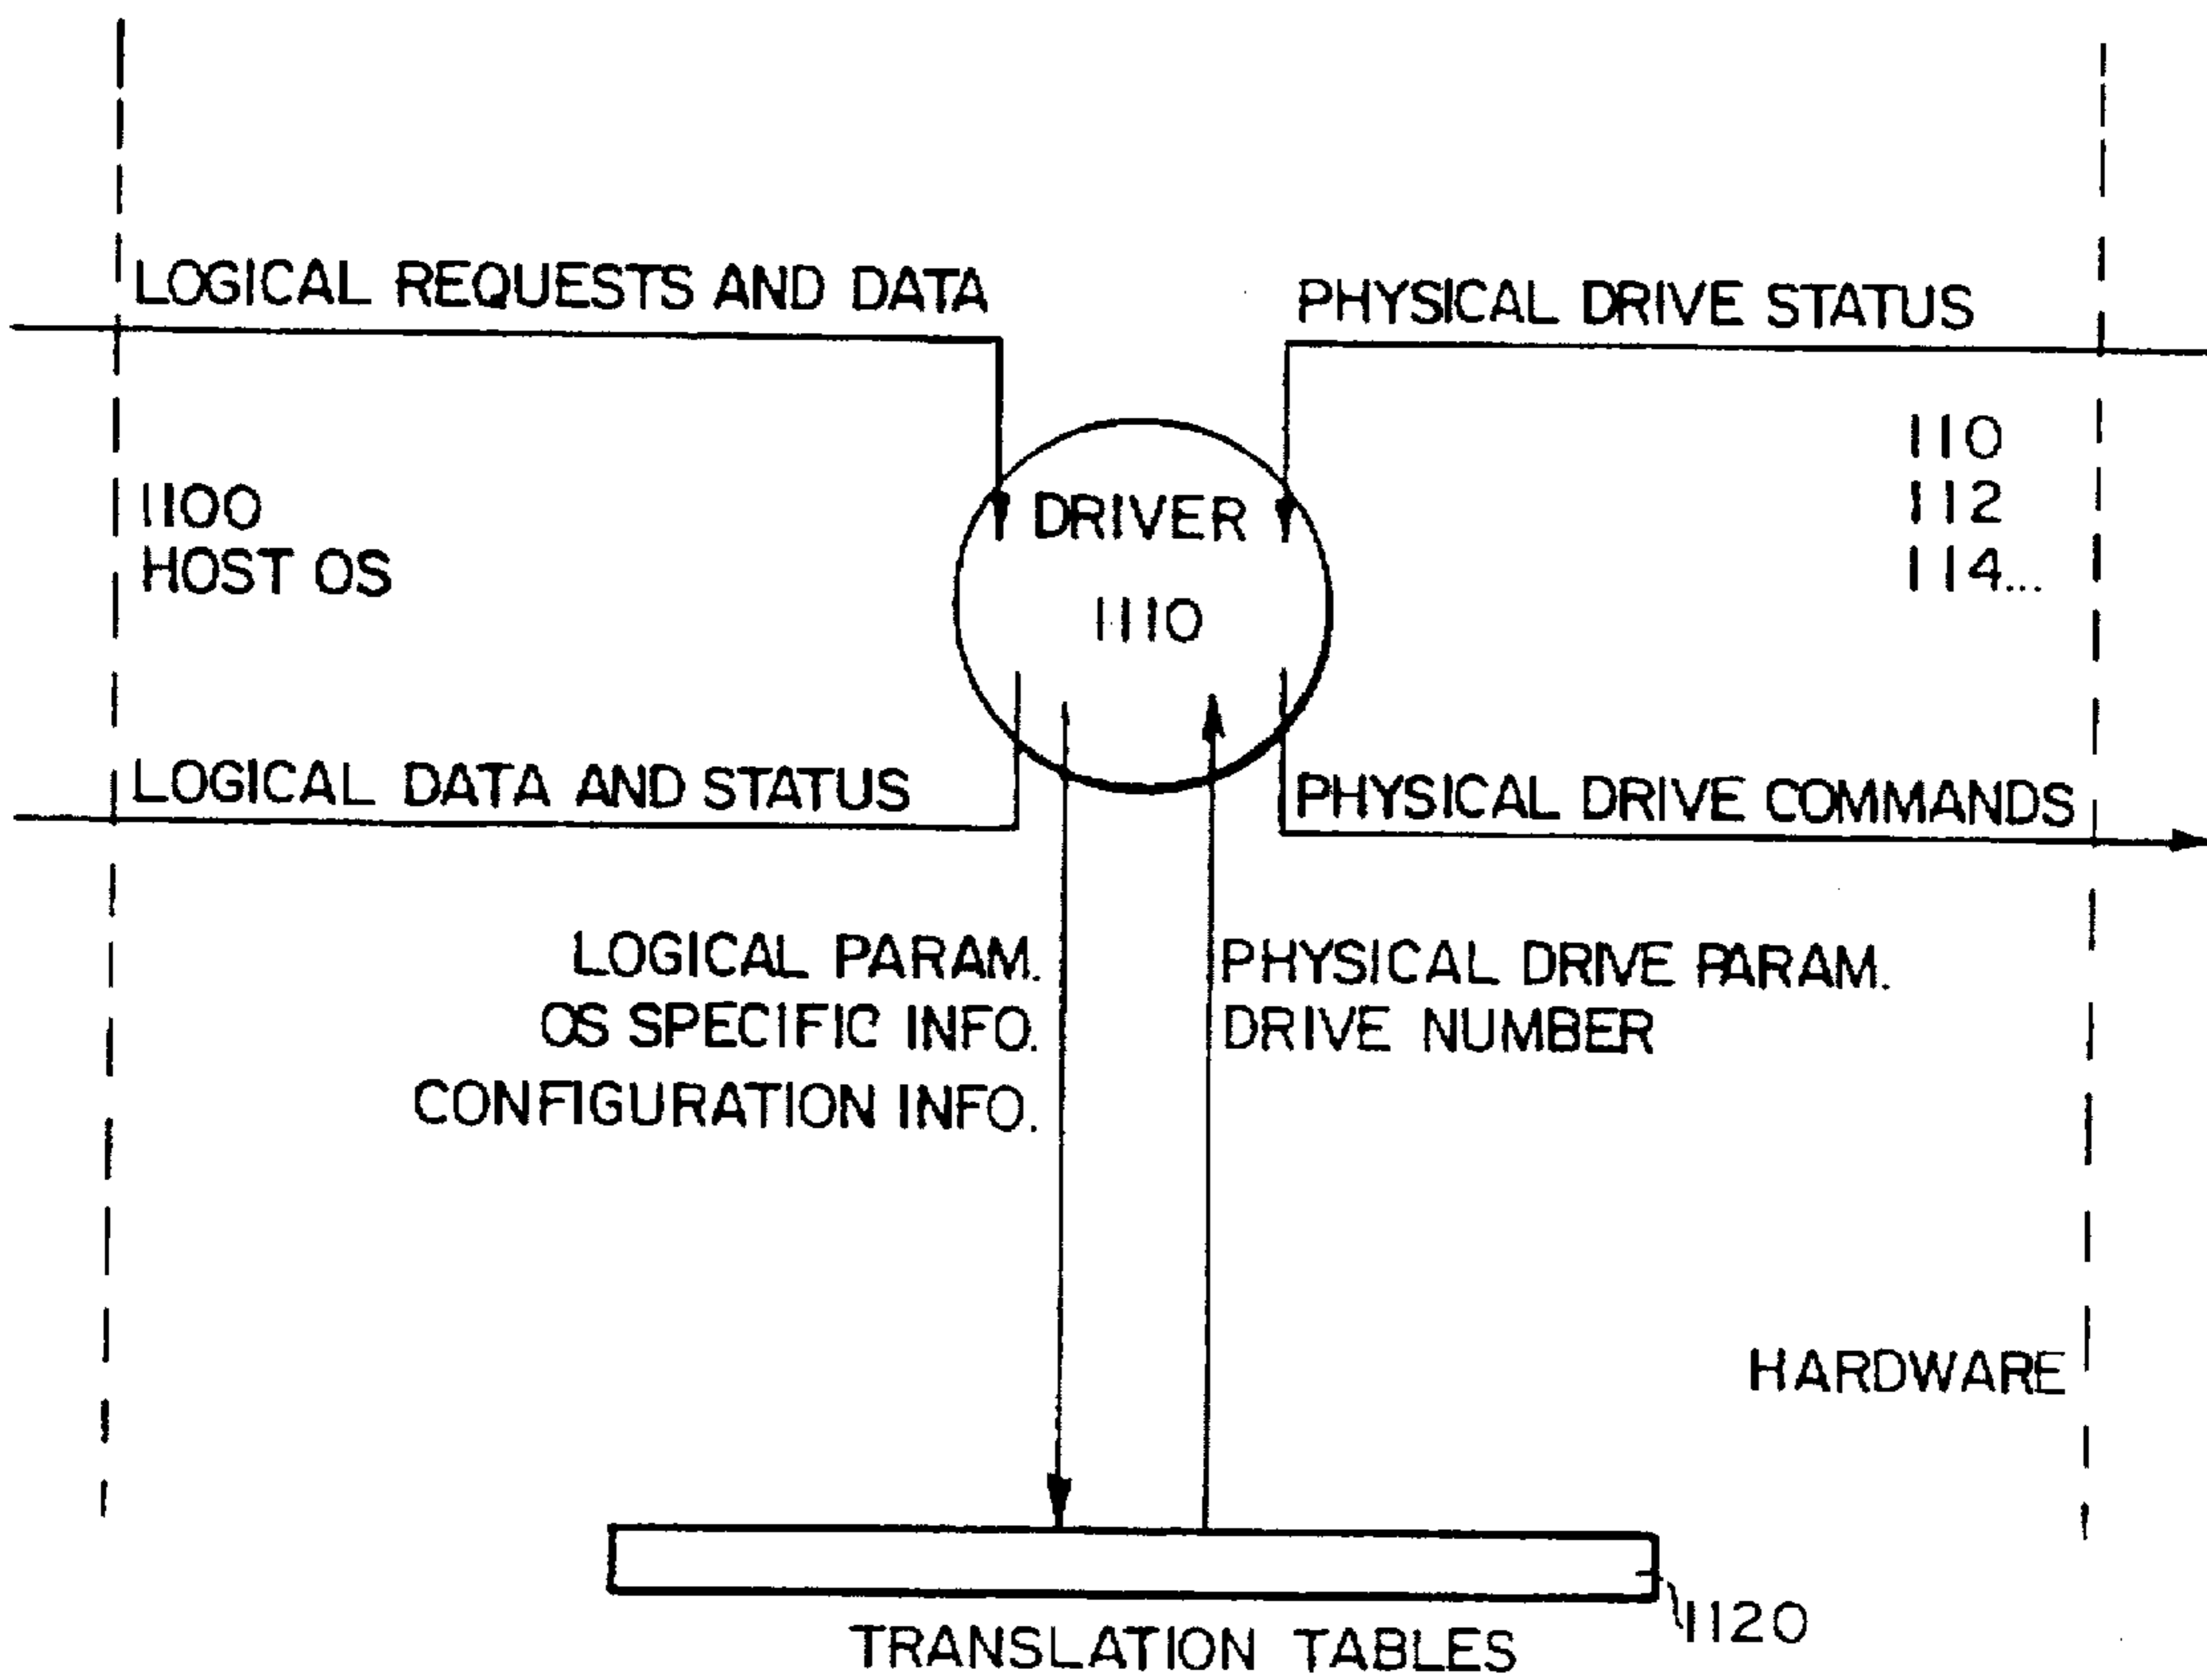 LOGICAL REQUESTS AND DATA
PHYSICAL DRIVE STATUS
1100
HOST OS
DRIVER
1110
110
112
114...
LOGICAL DATA AND STATUS
PHYSICAL DRIVE COMMANDS
LOGICAL PARAM.
OS SPECIFIC INFO.
CONFIGURATION INFO.
PHYSICAL DRIVE PARAM.
DRIVE NUMBER
HARDWARE
1120
TRANSLATION TABLES